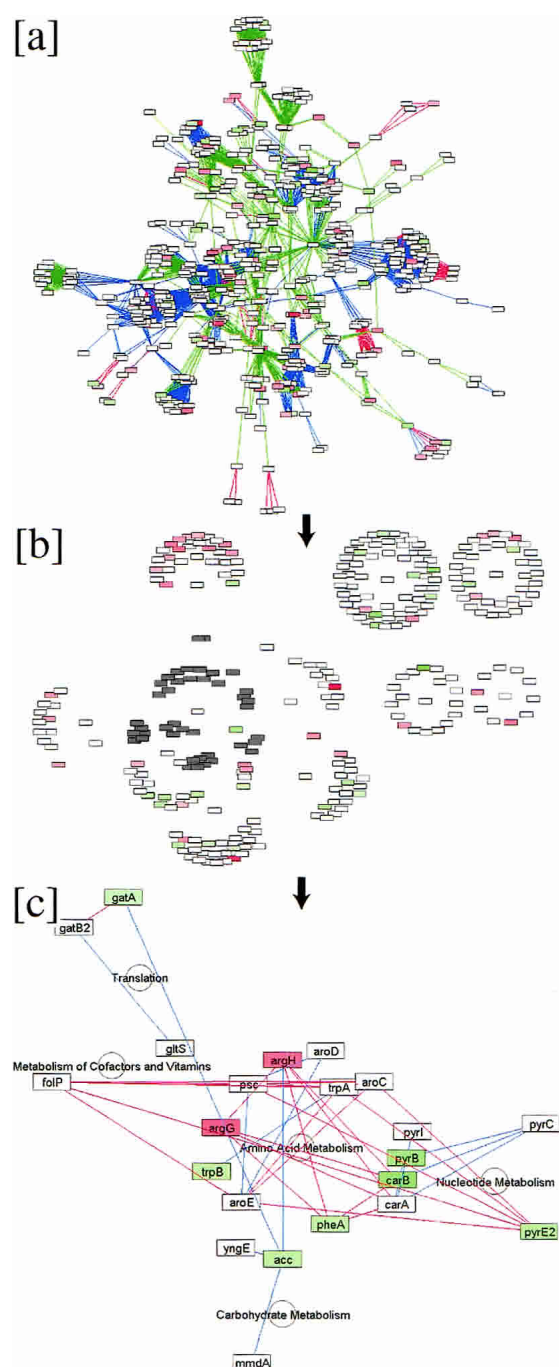 [a]
[b]
[c]
gatA
gatB2
Translation
gltS
argH
aroD
Metabolism of Cofactors and Vitamins
folP
psc
trpA
aroC
argG
pyrI
pyrC
Amino Acid Metabolism
pyrB
trpB
carB
Nucleotide Metabolism
aroE
carA
pheA
pyrE2
yngE
acc
Carbohydrate Metabolism
mmdA